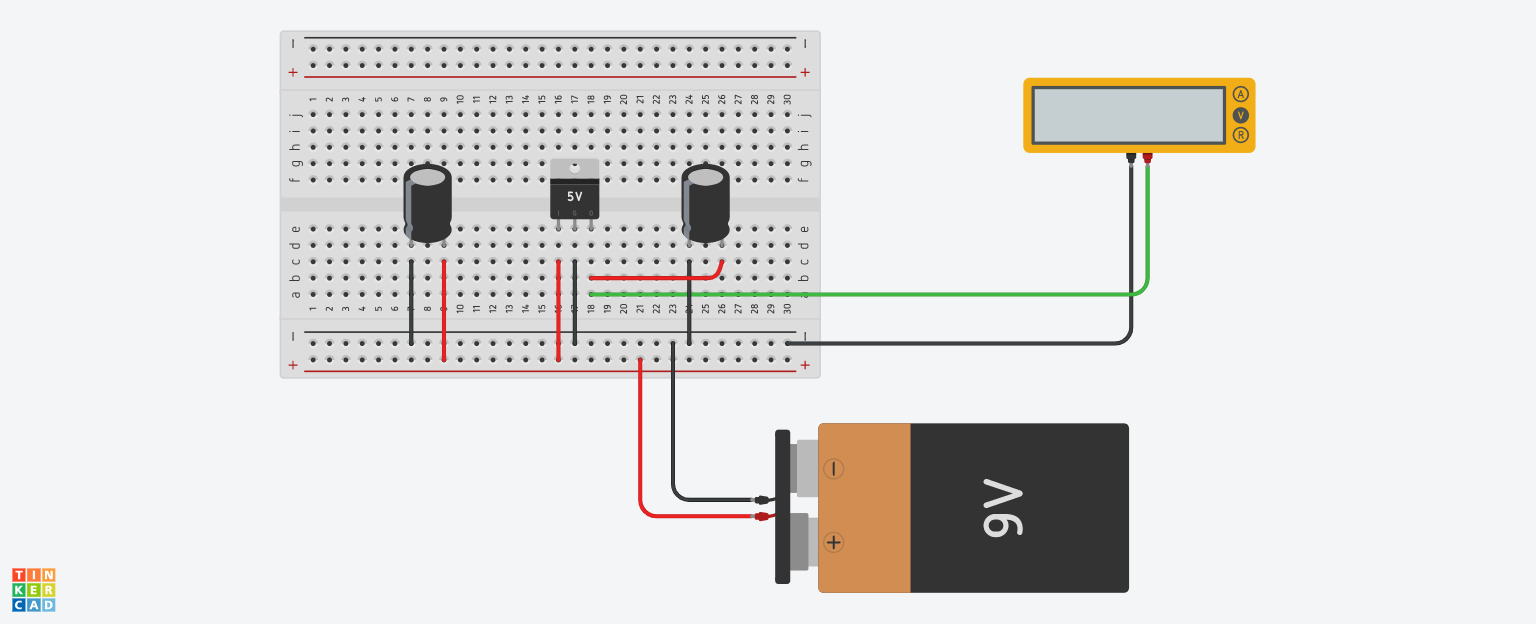 − −
+ +
1 2 3 4 5 6 7 8 9 10 11 12 13 14 15 16 17 18 19 20 21 22 23 24 25 26 27 28 29 30
j j
i i
h h
g g
f f
5V
I G O
e e
d d
c c
b b
a a
1 2 3 4 5 6 7 8 9 10 11 12 13 14 15 16 17 18 19 20 21 22 23 24 25 26 27 28 29 30
− −
+ +
A
V
R
−
+
9V
TIN
KER
CAD